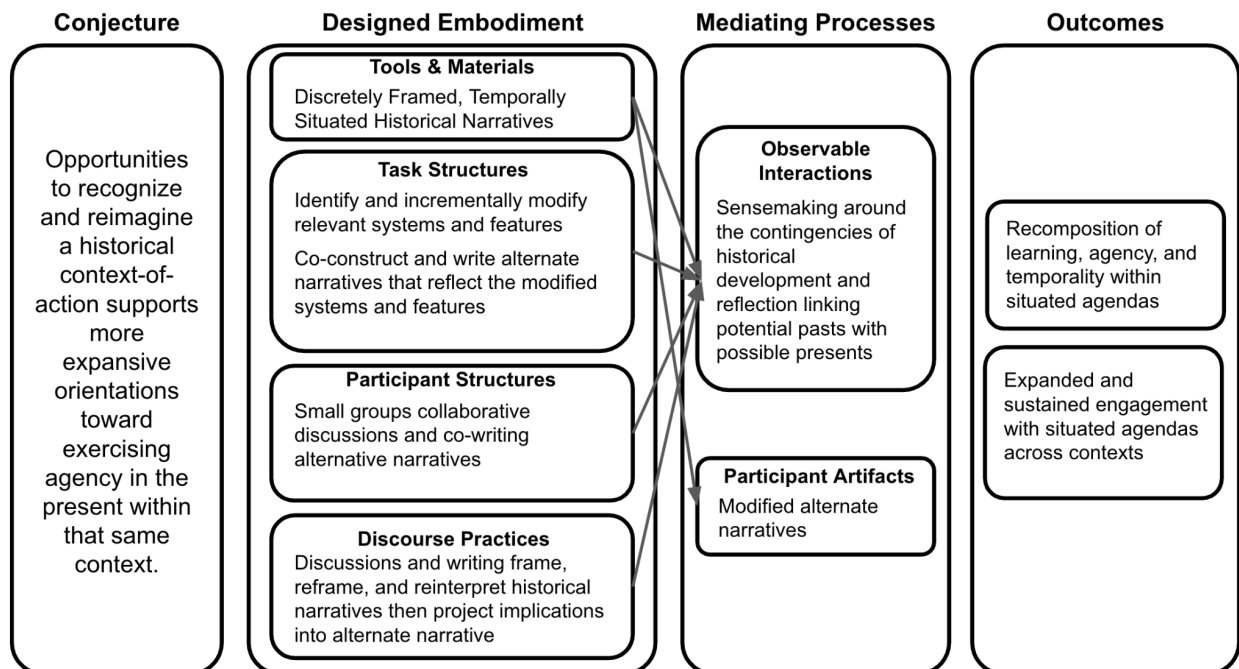 Conjecture
Designed Embodiment
Mediating Processes
Outcomes
Opportunities
to recognize
and reimagine
a historical
context-of-
action supports
more
expansive
orientations
toward
exercising
agency in the
present within
that same
context.
Tools & Materials
Discretely Framed, Temporally
Situated Historical Narratives
Task Structures
Identify and incrementally modify
relevant systems and features
Co-construct and write alternate
narratives that reflect the modified
systems and features
Participant Structures
Small groups collaborative
discussions and co-writing
alternative narratives
Discourse Practices
Discussions and writing frame,
reframe, and reinterpret historical
narratives then project implications
into alternate narrative
Observable
Interactions
Sensemaking around
the contingencies of
historical
development and
reflection linking
potential pasts with
possible presents
Participant Artifacts
Modified alternate
narratives
Recomposition of
learning, agency, and
temporality within
situated agendas
Expanded and
sustained engagement
with situated agendas
across contexts